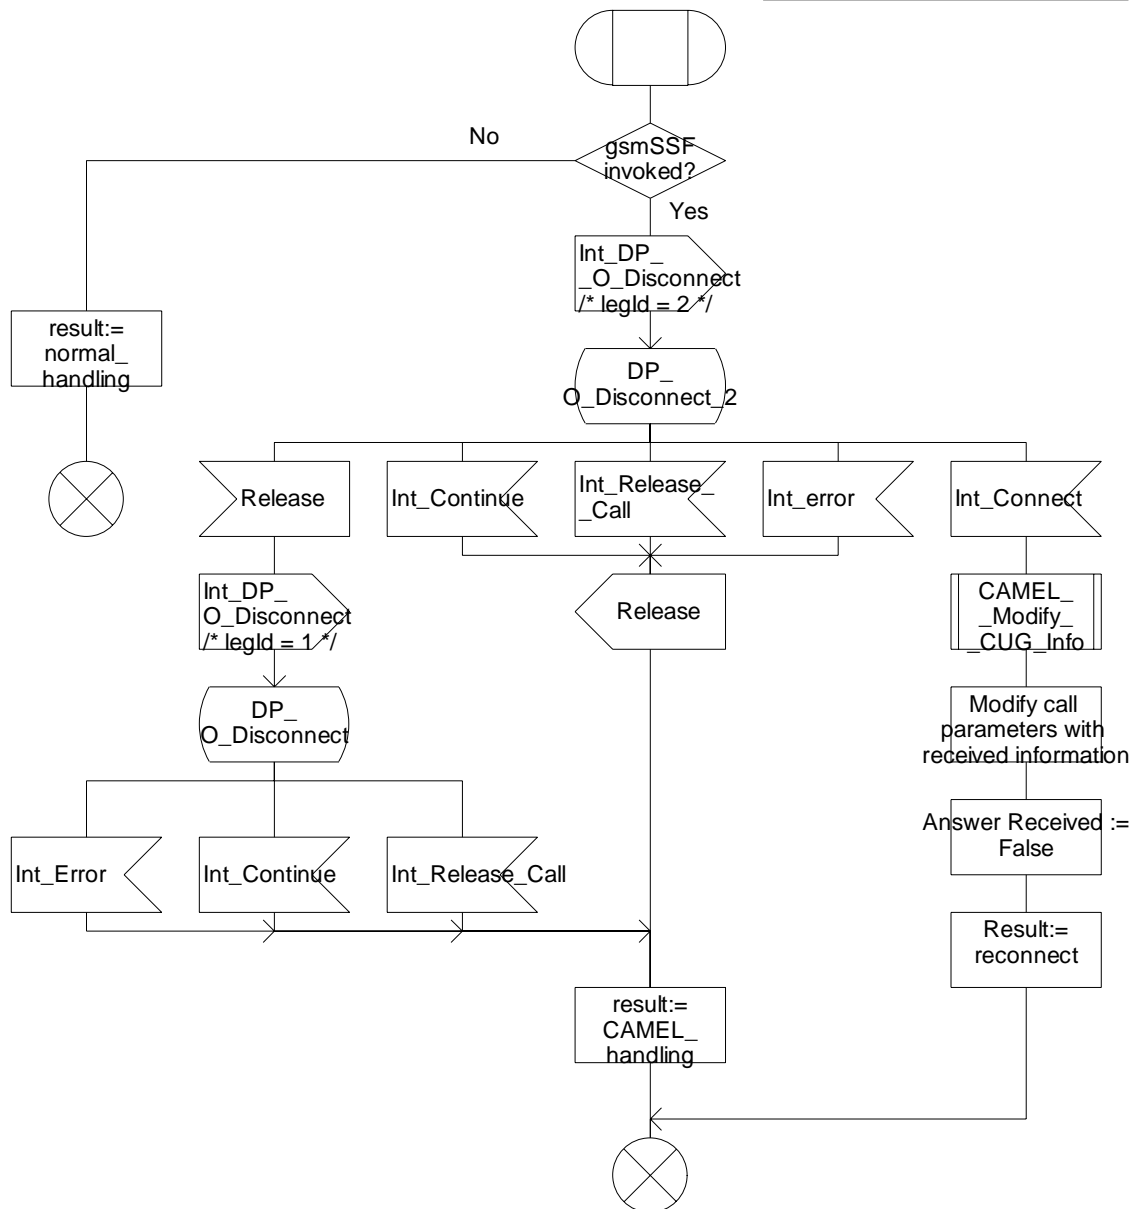 No
gsmSSF
invoked?
Yes
Int_DP_
_O_Disconnect
/* legId = 2 */
result:=
normal_
handling
DP_
O_Disconnect_2
Release
Int_Continue
Int_Release_
_Call
Int_error
Int_Connect
Int_DP_
O_Disconnect
/* legId = 1 */
Release
CAMEL_
_Modify_
_CUG_Info
DP_
O_Disconnect
Modify call
parameters with
received information
Answer Received :=
False
Int_Error
Int_Continue
Int_Release_Call
Result:=
reconnect
result:=
CAMEL_
handling